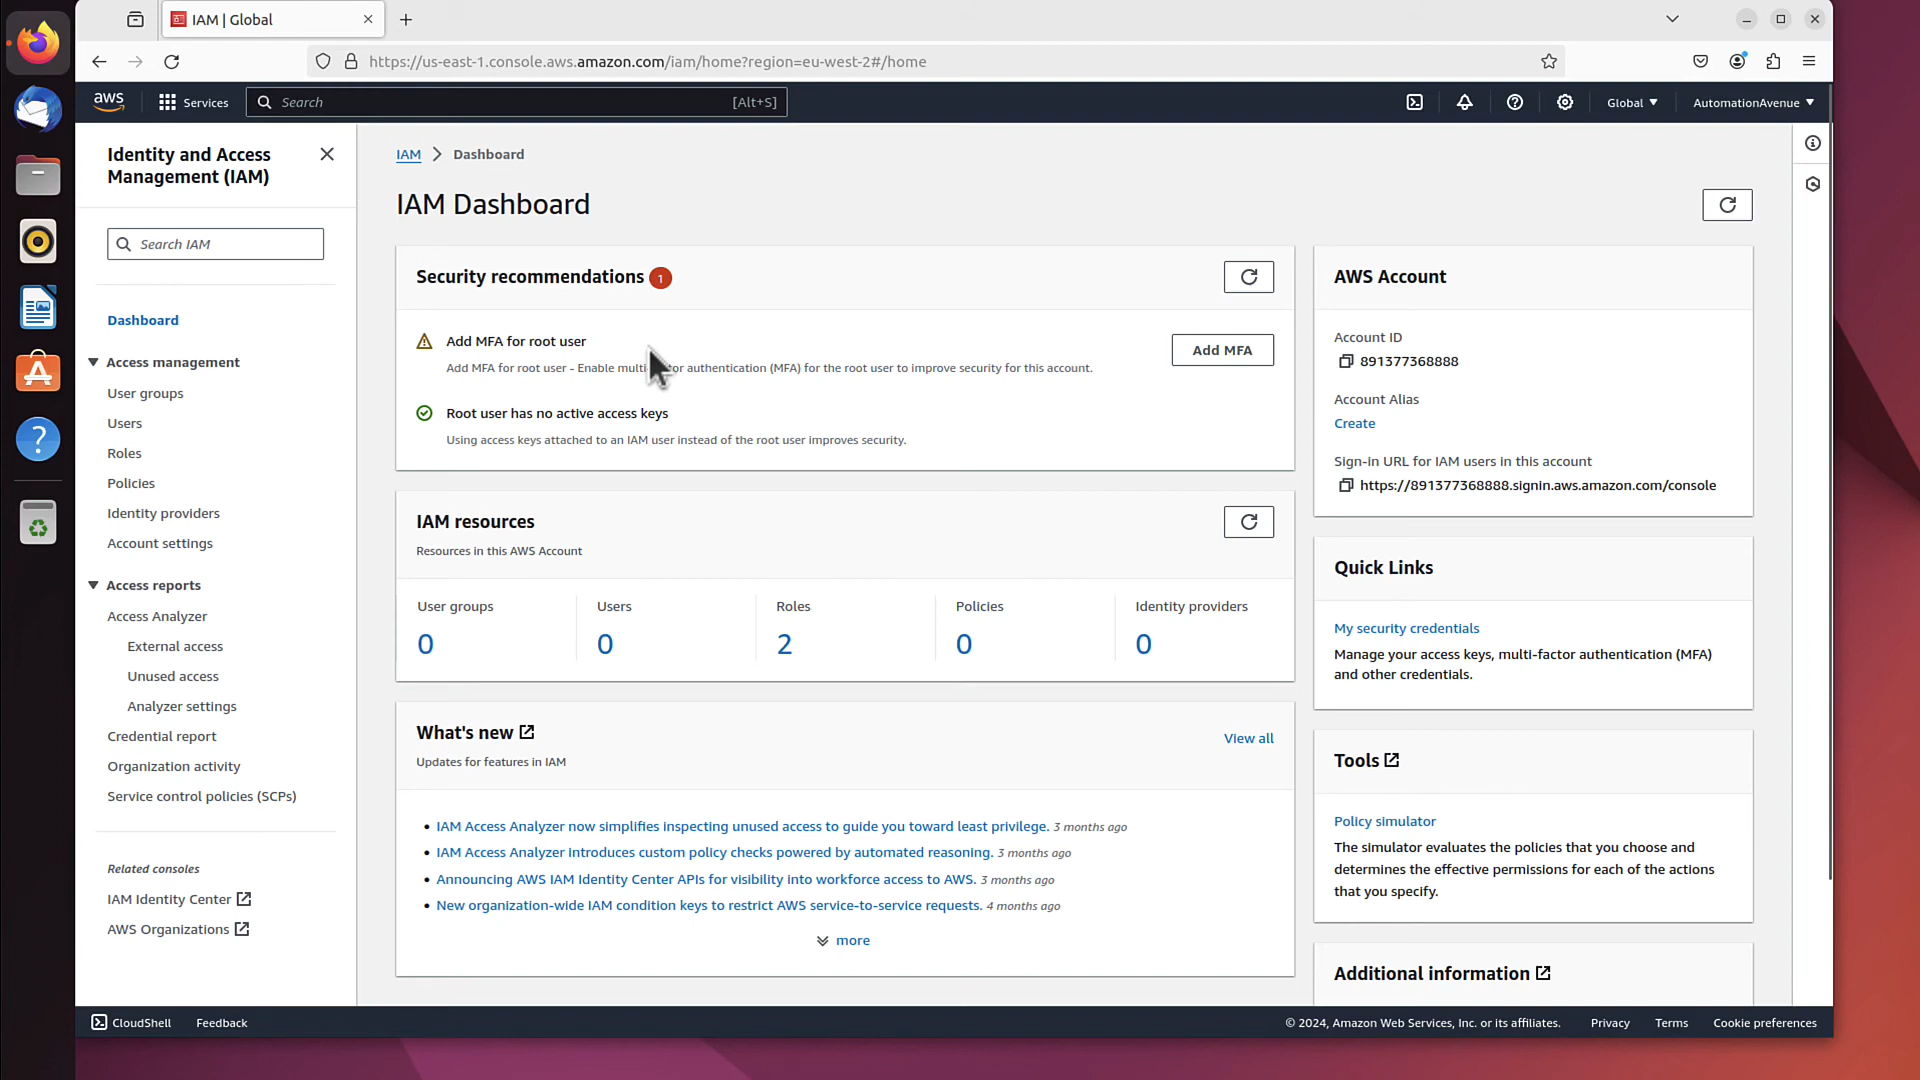 IAM | Global
https://us-east-1.console.aws.amazon.com/iam/home?region=eu-west-2#/home
aws
Services
Search
[Alt+S]
Global
AutomationAvenue
Identity and Access
Management (IAM)
Search IAM
Dashboard
Access management
User groups
Users
Roles
Policies
Identity providers
Account settings
Access reports
Access Analyzer
External access
Unused access
Analyzer settings
Credential report
Organization activity
Service control policies (SCPs)
Related consoles
IAM Identity Center
AWS Organizations
IAM
Dashboard
IAM Dashboard
Security recommendations 1
Add MFA for root user
Add MFA for root user - Enable multi or authentication (MFA) for the root user to improve security for this account.
Add MFA
Root user has no active access keys
Using access keys attached to an IAM user instead of the root user improves security.
IAM resources
Resources in this AWS Account
User groups
0
Users
0
Roles
2
Policies
0
Identity providers
0
What's new
View all
Updates for features in IAM
IAM Access Analyzer now simplifies inspecting unused access to guide you toward least privilege. 3 months ago
IAM Access Analyzer introduces custom policy checks powered by automated reasoning. 3 months ago
Announcing AWS IAM Identity Center APIs for visibility into workforce access to AWS. 3 months ago
New organization-wide IAM condition keys to restrict AWS service-to-service requests. 4 months ago
more
AWS Account
Account ID
891377368888
Account Alias
Create
Sign-in URL for IAM users in this account
https://891377368888.signin.aws.amazon.com/console
Quick Links
My security credentials
Manage your access keys, multi-factor authentication (MFA)
and other credentials.
Tools
Policy simulator
The simulator evaluates the policies that you choose and
determines the effective permissions for each of the actions
that you specify.
Additional information
CloudShell
Feedback
© 2024, Amazon Web Services, Inc. or its affiliates.
Privacy
Terms
Cookie preferences